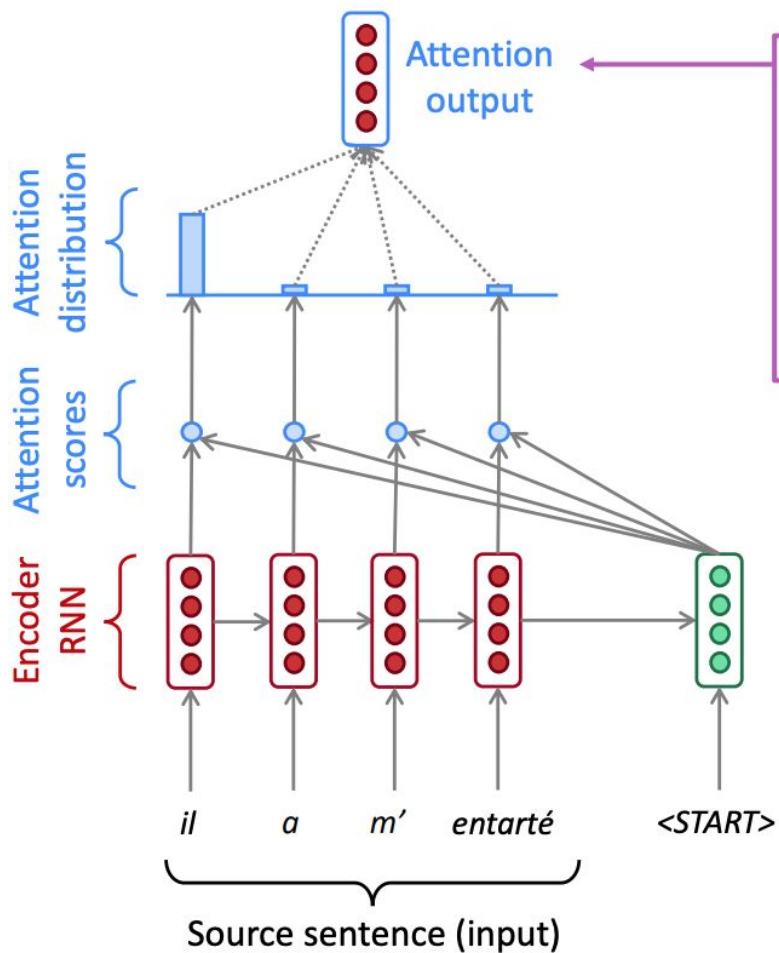 Attention
output
Attention
distribution
Attention
scores
Encoder
RNN
il a m’ entarté <START>
Source sentence (input)